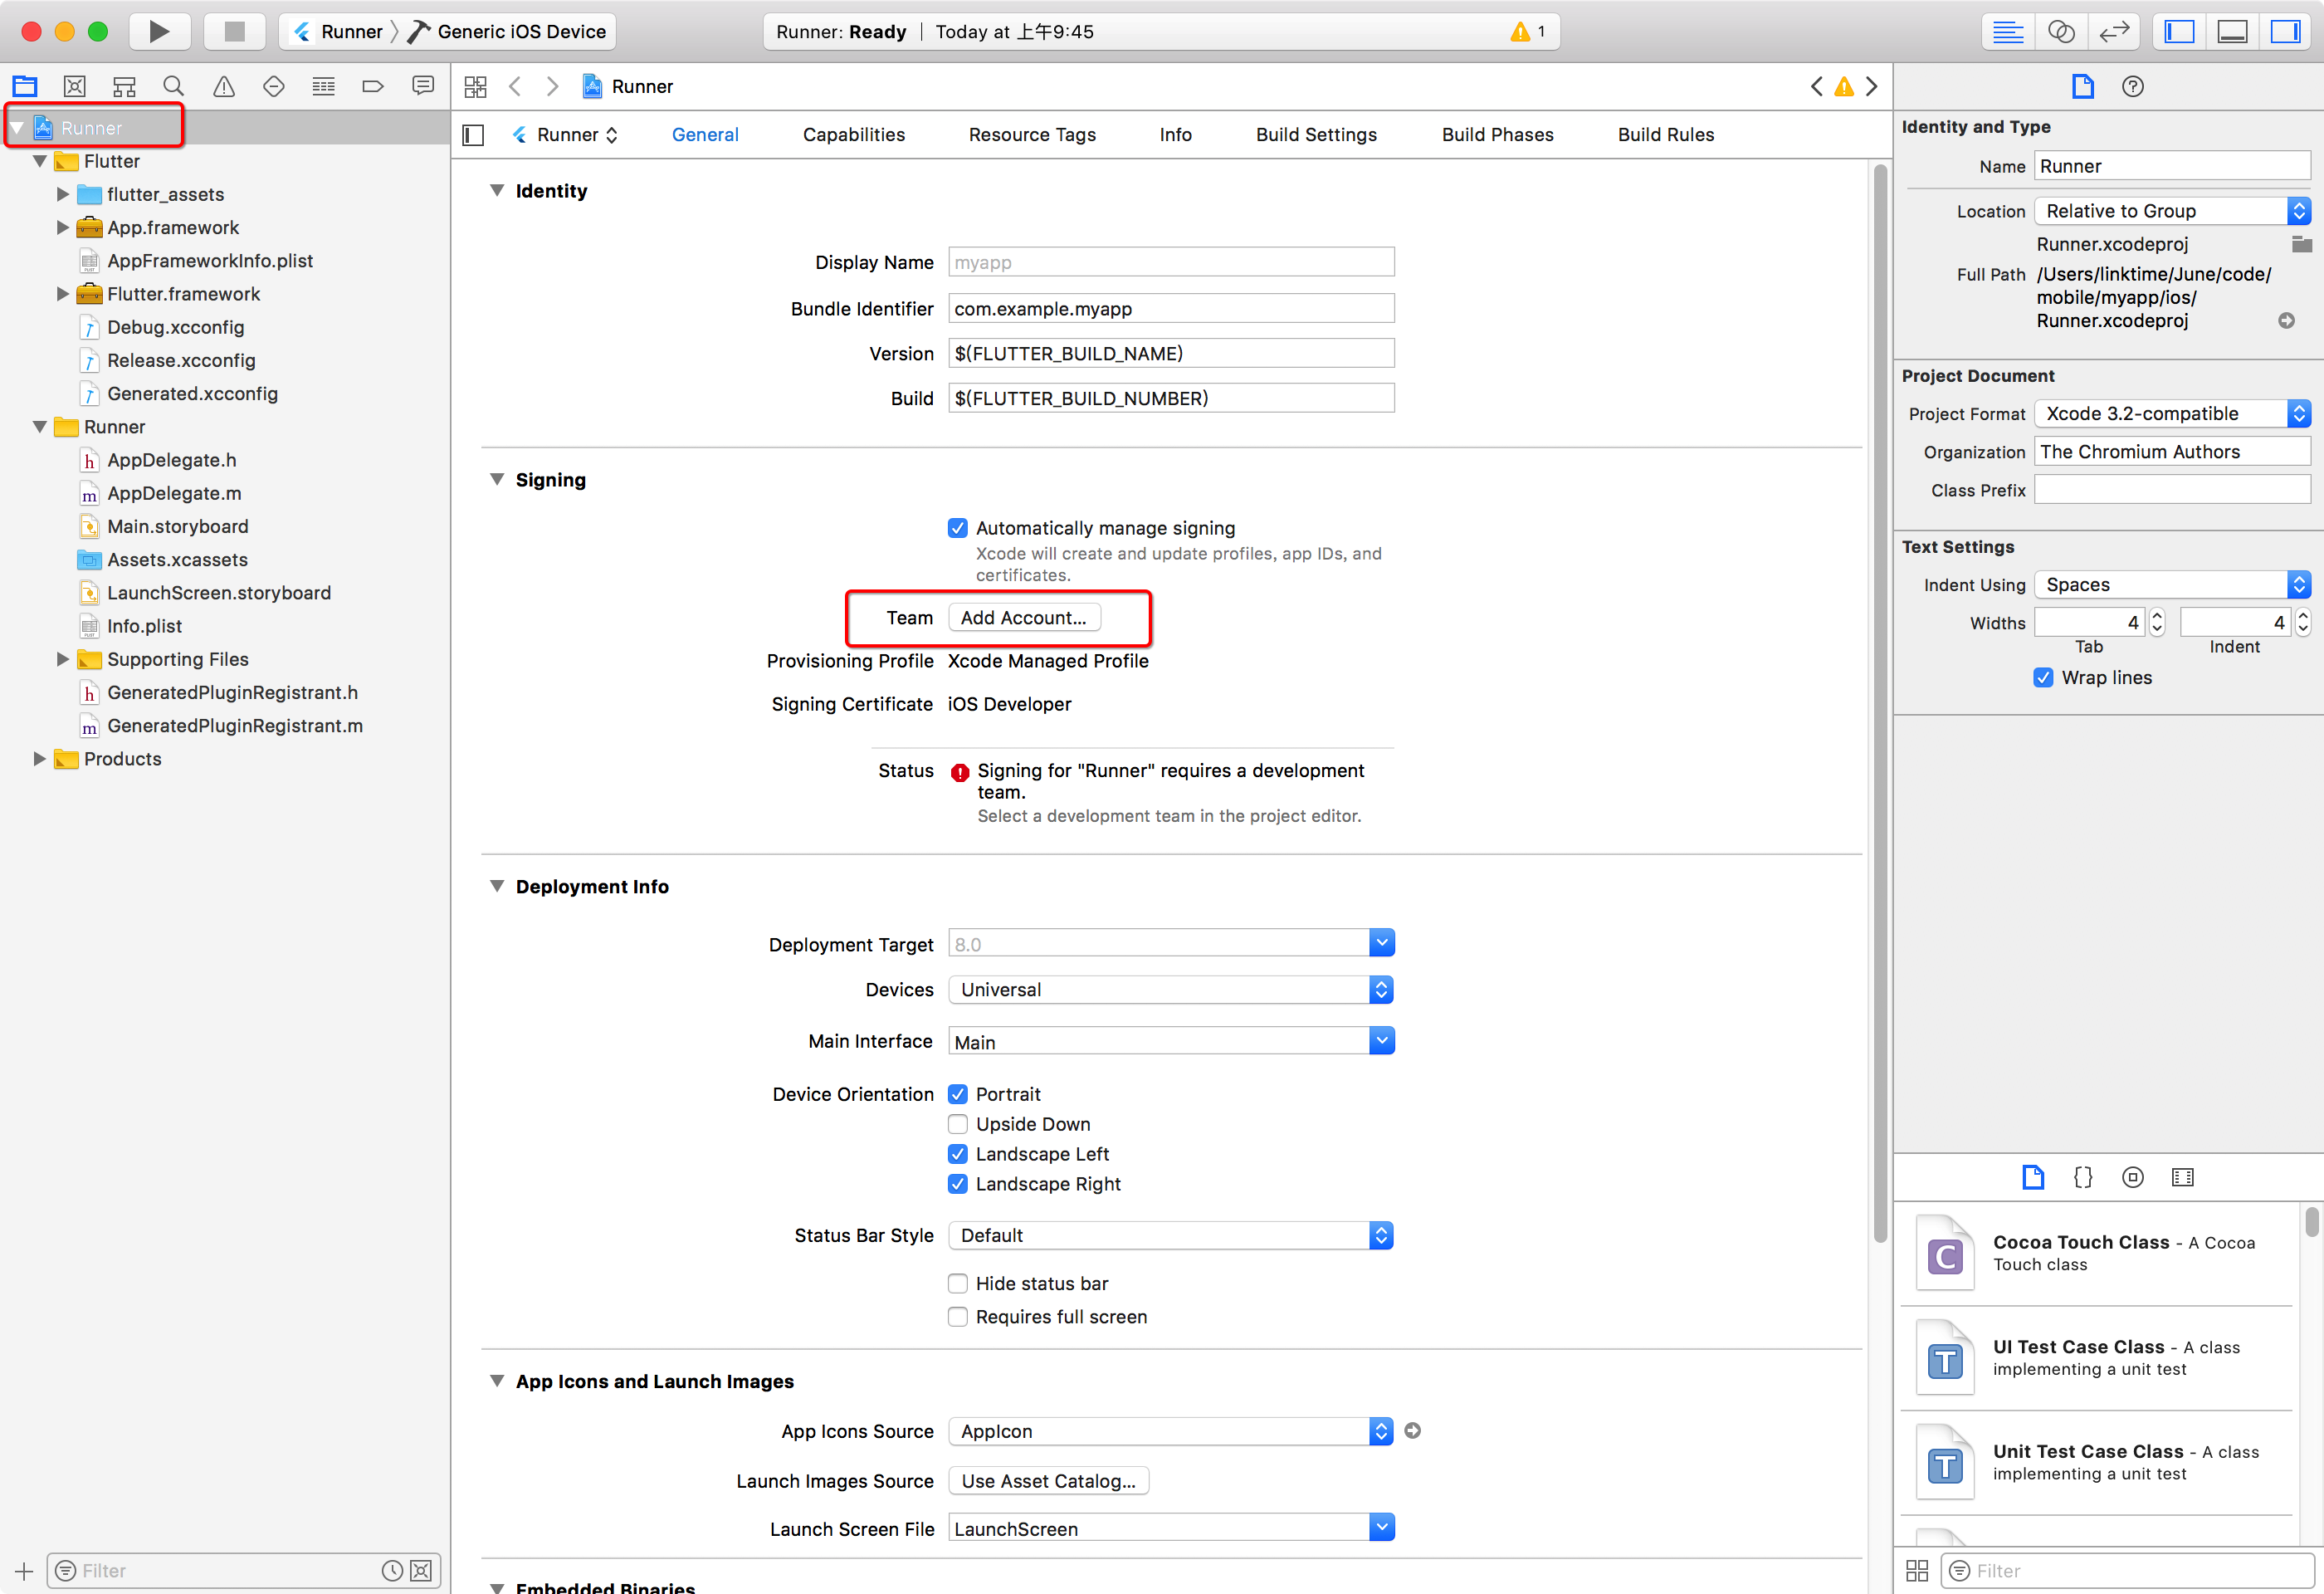 Runner
Generic iOS Device
Runner: Ready
Today at 上午9:45
1
Runner
Runner
General
Capabilities
Resource Tags
Info
Build Settings
Build Phases
Build Rules
Runner
Flutter
flutter_assets
App.framework
AppFrameworkInfo.plist
Flutter.framework
Debug.xcconfig
Release.xcconfig
Generated.xcconfig
Runner
AppDelegate.h
AppDelegate.m
Main.storyboard
Assets.xcassets
LaunchScreen.storyboard
Info.plist
Supporting Files
GeneratedPluginRegistrant.h
GeneratedPluginRegistrant.m
Products
Filter
Identity
Display Name myapp
Bundle Identifier com.example.myapp
Version $(FLUTTER_BUILD_NAME)
Build $(FLUTTER_BUILD_NUMBER)
Signing
Automatically manage signing
Xcode will create and update profiles, app IDs, and
certificates.
Team Add Account...
Provisioning Profile Xcode Managed Profile
Signing Certificate iOS Developer
Status Signing for "Runner" requires a development
team.
Select a development team in the project editor.
Deployment Info
Deployment Target 8.0
Devices Universal
Main Interface Main
Device Orientation Portrait
Upside Down
Landscape Left
Landscape Right
Status Bar Style Default
Hide status bar
Requires full screen
App Icons and Launch Images
App Icons Source AppIcon
Launch Images Source Use Asset Catalog...
Launch Screen File LaunchScreen
Embedded Binaries
Identity and Type
Name Runner
Location Relative to Group
Runner.xcodeproj
Full Path /Users/linktime/June/code/
mobile/myapp/ios/
Runner.xcodeproj
Project Document
Project Format Xcode 3.2-compatible
Organization The Chromium Authors
Class Prefix
Text Settings
Indent Using Spaces
Widths 4 4
Tab Indent
Wrap lines
Cocoa Touch Class - A Cocoa
Touch class
UI Test Case Class - A class
implementing a unit test
Unit Test Case Class - A class
implementing a unit test
Filter